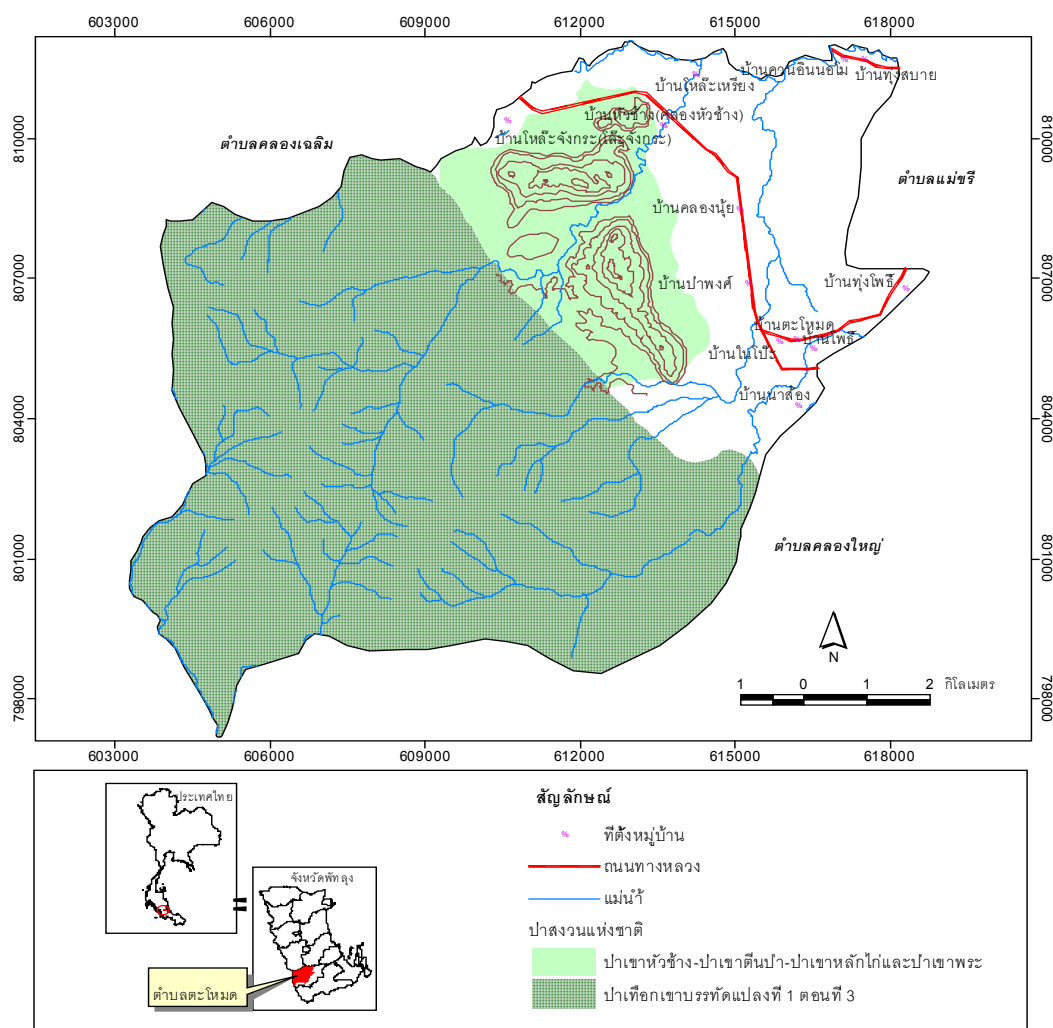 603000 606000 609000 612000 615000 618000
บ้านควนอินนอโม
บ้านทุ่งสบาย
บ้านโหล๊ะเหรียง
บ้านหัวช้าง(คลองหัวช้าง)
บ้านโหล๊ะจังกระ(โล๊ะจังกระ)
ตำบลคลองเฉลิม
810000 810000
ตำบลแม่ขรี
บ้านคลองนุ้ย
807000 807000
บ้านป่าพงศ์
บ้านทุ่งโพธิ์
บ้านตะโหมด
บ้านโพธิ์
บ้านในโป๊ะ
บ้านนาส้อง
804000 804000
ตำบลคลองใหญ่
801000 801000
N
1 0 1 2 กิโลเมตร
798000 798000
603000 606000 609000 612000 615000 618000
ประเทศไทย
จังหวัดพัทลุง
ตำบลตะโหมด
สัญลักษณ์
% ที่ตั้งหมู่บ้าน
ถนนทางหลวง
แม่น้ำ
ป่าสงวนแห่งชาติ
ป่าเขาหัวช้าง-ป่าเขาตีนป่า-ป่าเขาหลักไก่และป่าเขาพระ
ป่าเทือกเขาบรรทัดแปลงที่ 1 ตอนที่ 3